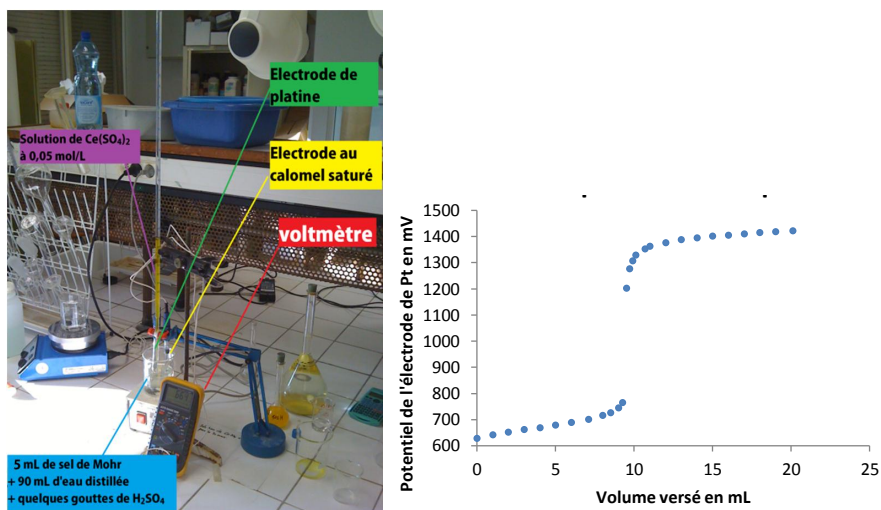 Electrode de
platine
Solution de Ce(SO₄)₂
à 0,05 mol/L
Electrode au
calomel saturé
voltmètre
5 mL de sel de Mohr
+ 90 mL d'eau distillée
+ quelques gouttes de H₂SO₄
Potentiel de l'électrode de Pt en mV
1500
1400
1300
1200
1100
1000
900
800
700
600
0
5
10
15
20
25
Volume versé en mL